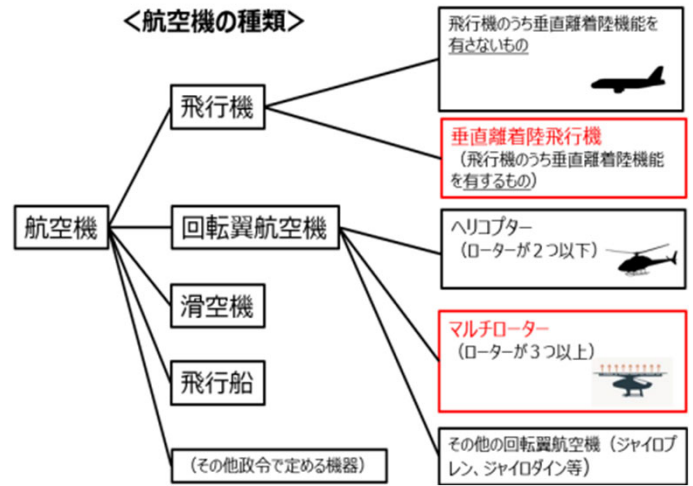 ＜航空機の種類＞
飛行機のうち垂直離着陸機能を
有さないもの
飛行機
垂直離着陸飛行機
（飛行機のうち垂直離着陸機能
を有するもの）
航空機
回転翼航空機
ヘリコプター
（ローターが２つ以下）
滑空機
マルチローター
（ローターが３つ以上）
飛行船
（その他政令で定める機器）
その他の回転翼航空機（ジャイロプ
レン、ジャイロダイン等）